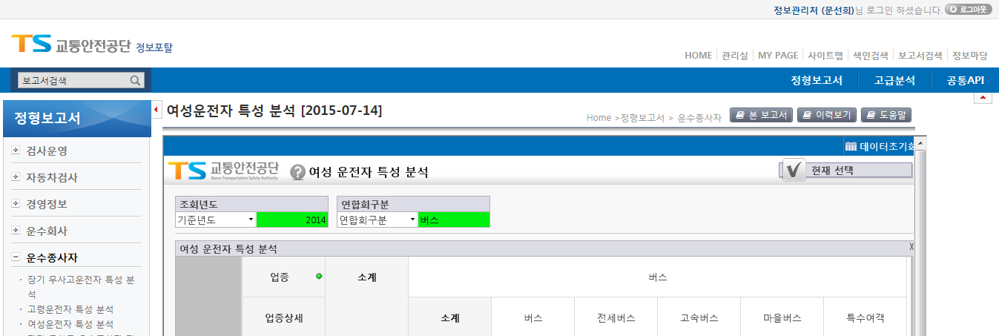 정보관리처 (문선희)님 로그인 하셨습니다. 로그아웃
TS 교통안전공단 정보포탈
HOME 관리실 MY PAGE 사이트맵 색인검색 보고서검색 정보마당
보고서검색
정형보고서 고급분석 공통API
정형보고서
여성운전자 특성 분석 [2015-07-14]
Home >정형보고서 > 운수종사자
본 보고서 이력보기 도움말
검사운영
자동차검사
경영정보
운수회사
운수종사자
· 장기 무사고운전자 특성 분
석
· 고령운전자 특성 분석
· 여성운전자 특성 분석
데이터초기화
TS 교통안전공단
Korea Transportation Safety Authority
? 여성 운전자 특성 분석
현재 선택
조회년도 연합회구분
기준년도 2014 연합회구분 버스
여성 운전자 특성 분석 X
업종 소계 버스
업종상세 소계 버스 전세버스 고속버스 마을버스 특수여객